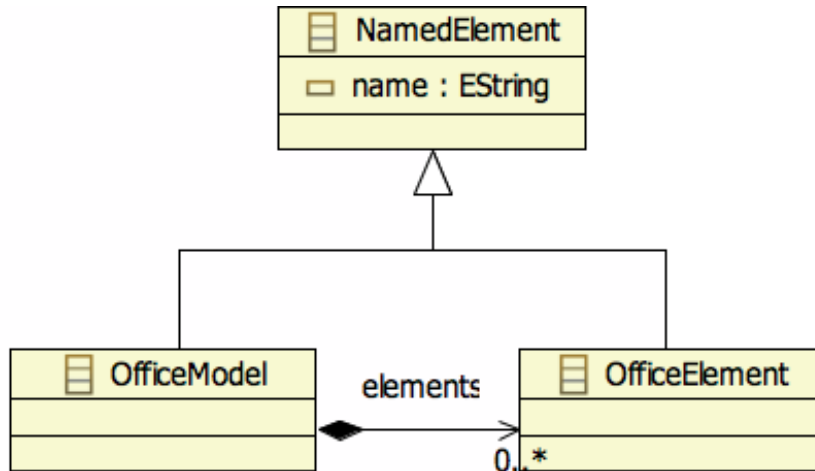 NamedElement
name : EString
OfficeModel
elements
OfficeElement
0..*